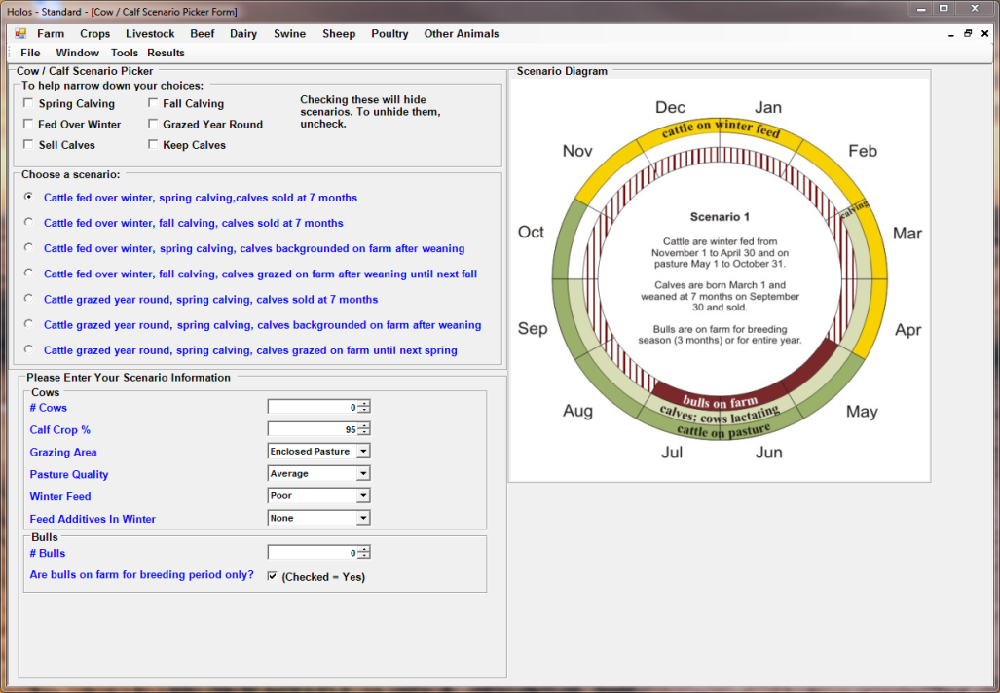 Holos - Standard - [Cow / Calf Scenario Picker Form]
Farm Crops Livestock Beef Dairy Swine Sheep Poultry Other Animals
File Window Tools Results
Cow / Calf Scenario Picker
To help narrow down your choices:
Spring Calving
Fall Calving
Fed Over Winter
Grazed Year Round
Sell Calves
Keep Calves
Checking these will hide
scenarios. To unhide them,
uncheck.
Choose a scenario:
Cattle fed over winter, spring calving,calves sold at 7 months
Cattle fed over winter, fall calving, calves sold at 7 months
Cattle fed over winter, spring calving, calves backgrounded on farm after weaning
Cattle fed over winter, fall calving, calves grazed on farm after weaning until next fall
Cattle grazed year round, spring calving, calves sold at 7 months
Cattle grazed year round, spring calving, calves backgrounded on farm after weaning
Cattle grazed year round, spring calving, calves grazed on farm until next spring
Please Enter Your Scenario Information
Cows
# Cows 0
Calf Crop % 95
Grazing Area Enclosed Pasture
Pasture Quality Average
Winter Feed Poor
Feed Additives In Winter None
Bulls
# Bulls 0
Are bulls on farm for breeding period only? (Checked = Yes)
Scenario Diagram
Dec
Jan
Nov
Feb
Oct
Mar
Sep
Apr
Aug
May
Jul
Jun
cattle on winter feed
calving
Scenario 1
Cattle are winter fed from
November 1 to April 30 and on
pasture May 1 to October 31.
Calves are born March 1 and
weaned at 7 months on September
30 and sold.
Bulls are on farm for breeding
season (3 months) or for entire year.
bulls on farm
calves; cows lactating
cattle on pasture